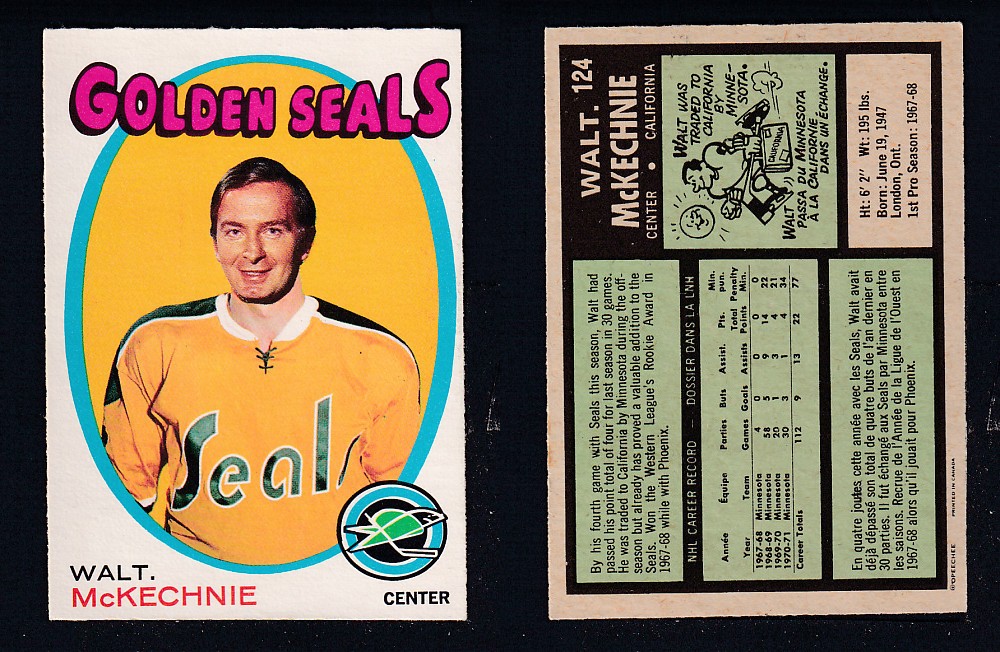 GOLDEN SEALS
Seals
WALT.
McKECHNIE
CENTER
124
WALT.
McKECHNIE
CENTER • CALIFORNIA
WALT WAS
TRADED TO
CALIFORNIA
BY
MINNE-
SOTA.
CALIFORNIA
WALT
PASSA DU MINNESOTA
À LA CALIFORNIE
DANS UN ÉCHANGE.
Ht: 6' 2" Wt: 195 lbs.
Born: June 19, 1947
London, Ont.
1st Pro Season: 1967-68
By his fourth game with Seals this season, Walt had
passed his point total of four for last season in 30 games.
He was traded to California by Minnesota during the off-
season but already has proved a valuable addition to the
Seals. Won the Western League's Rookie Award in
1967-68 while with Phoenix.
NHL CAREER RECORD — DOSSIER DANS LA LNH
Année Équipe Parties Buts Assist. Pts. Min. pun.
Year Team Games Goals Assists Total Points Penalty Min.
1967-68 Minnesota 4 0 0 0 0
1968-69 Minnesota 58 5 9 14 22
1969-70 Minnesota 20 1 3 4 21
1970-71 Minnesota 30 3 1 4 34
Career Totals 112 9 13 22 77
En quatre joutes cette année avec les Seals, Walt avait
déjà dépassé son total de quatre buts de l'an dernier en
30 parties. Il fut échangé aux Seals par Minnesota entre
les saisons. Recrue de l'Année de la Ligue de l'Ouest en
1967-68 alors qu'il jouait pour Phoenix.
©OPEECHEE
PRINTED IN CANADA